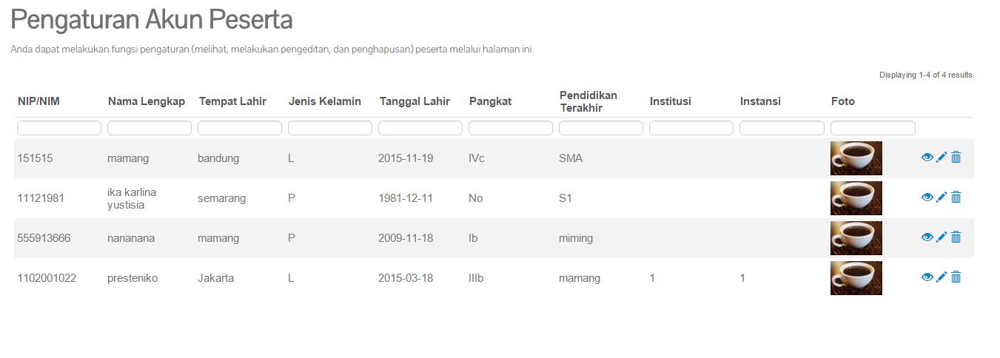 Pengaturan Akun Peserta
Anda dapat melakukan fungsi pengaturan (melihat, melakukan pengeditan, dan penghapusan) peserta melalui halaman ini.
Displaying 1-4 of 4 results.
NIP/NIM Nama Lengkap Tempat Lahir Jenis Kelamin Tanggal Lahir Pangkat Pendidikan Terakhir Institusi Instansi Foto
151515 mamang bandung L 2015-11-19 IVc SMA
11121981 ika karlina yustisia semarang P 1981-12-11 No S1
555913666 nananana mamang P 2009-11-18 Ib miming
1102001022 presteniko Jakarta L 2015-03-18 IIIb mamang 1 1